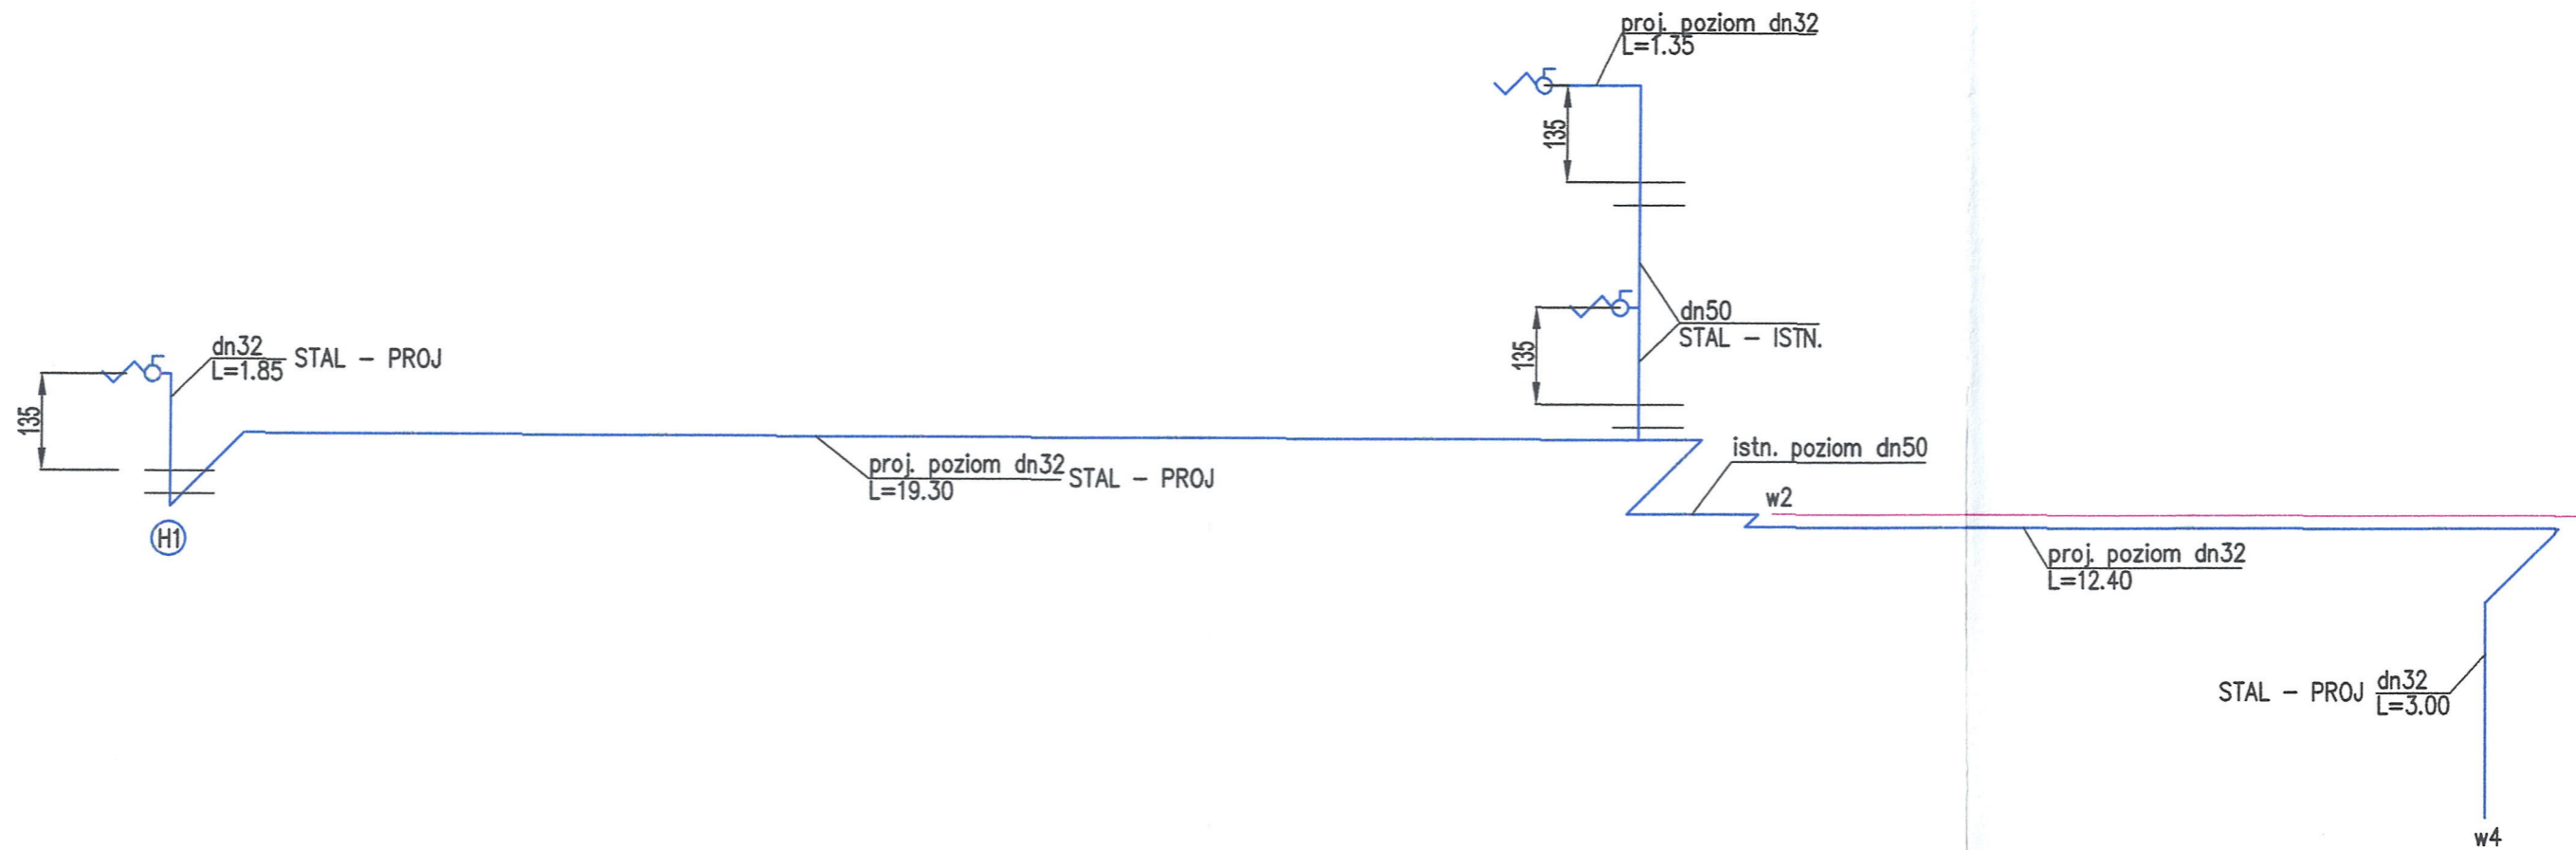 proj. poziom dn32
L=1.35
135
dn50
STAL – ISTN.
135
dn32
L=1.85 STAL – PROJ
135
istn. poziom dn50
proj. poziom dn32
L=19.30 STAL – PROJ
w2
H1
proj. poziom dn32
L=12.40
STAL – PROJ dn32
L=3.00
w4